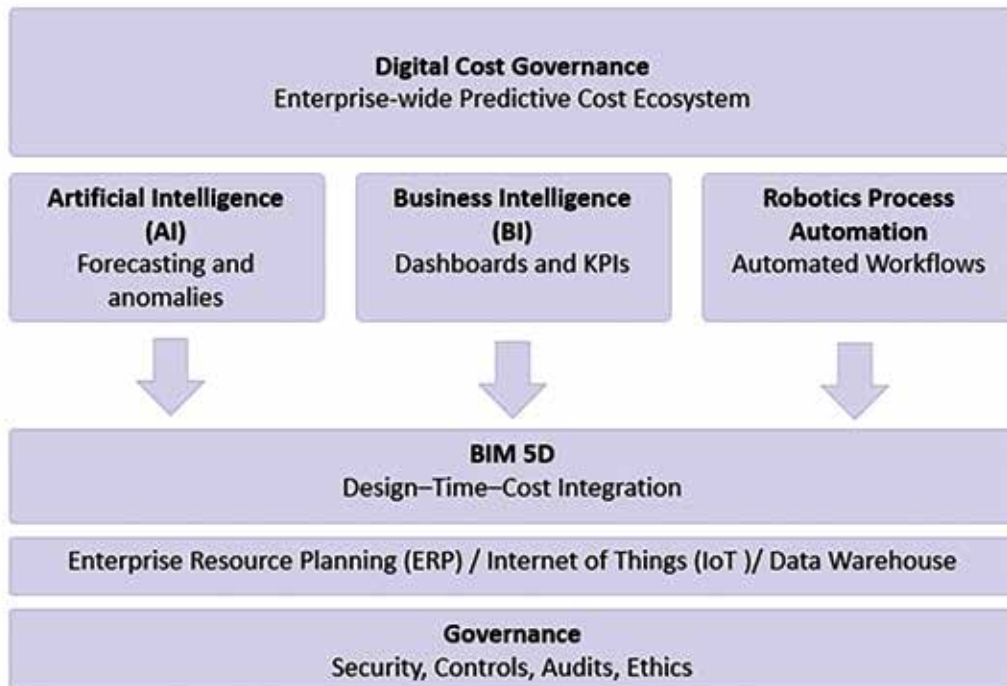 Digital Cost Governance
Enterprise-wide Predictive Cost Ecosystem
Artificial Intelligence
(AI)
Forecasting and
anomalies
Business Intelligence
(BI)
Dashboards and KPIs
Robotics Process
Automation
Automated Workflows
BIM 5D
Design–Time–Cost Integration
Enterprise Resource Planning (ERP) / Internet of Things (IoT )/ Data Warehouse
Governance
Security, Controls, Audits, Ethics